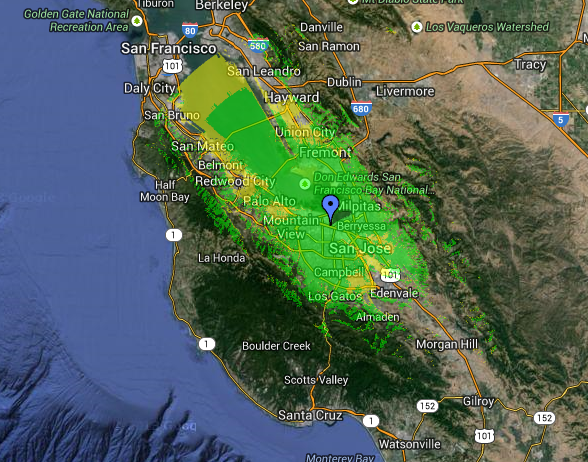 Tiburon
Berkeley
Mt Diablo State Park
Golden Gate National
Recreation Area
80
Danville
Los Vaqueros Watershed
San Francisco
580
San Ramon
101
San Leandro
Tracy
Daly City
Dublin
Livermore
Hayward
680
San Bruno
5
Union City
San Mateo
Fremont
Belmont
Don Edwards San
Francisco Bay National...
Redwood City
Half
Moon Bay
Palo Alto
Milpitas
Mountain
View
Berryessa
1
San Jose
La Honda
Campbell
101
Los Gatos
Edenvale
Almaden
1
Boulder Creek
Morgan Hill
Scotts Valley
Gilroy
152
Santa Cruz
1
152
101
Watsonville
Monterey Bay